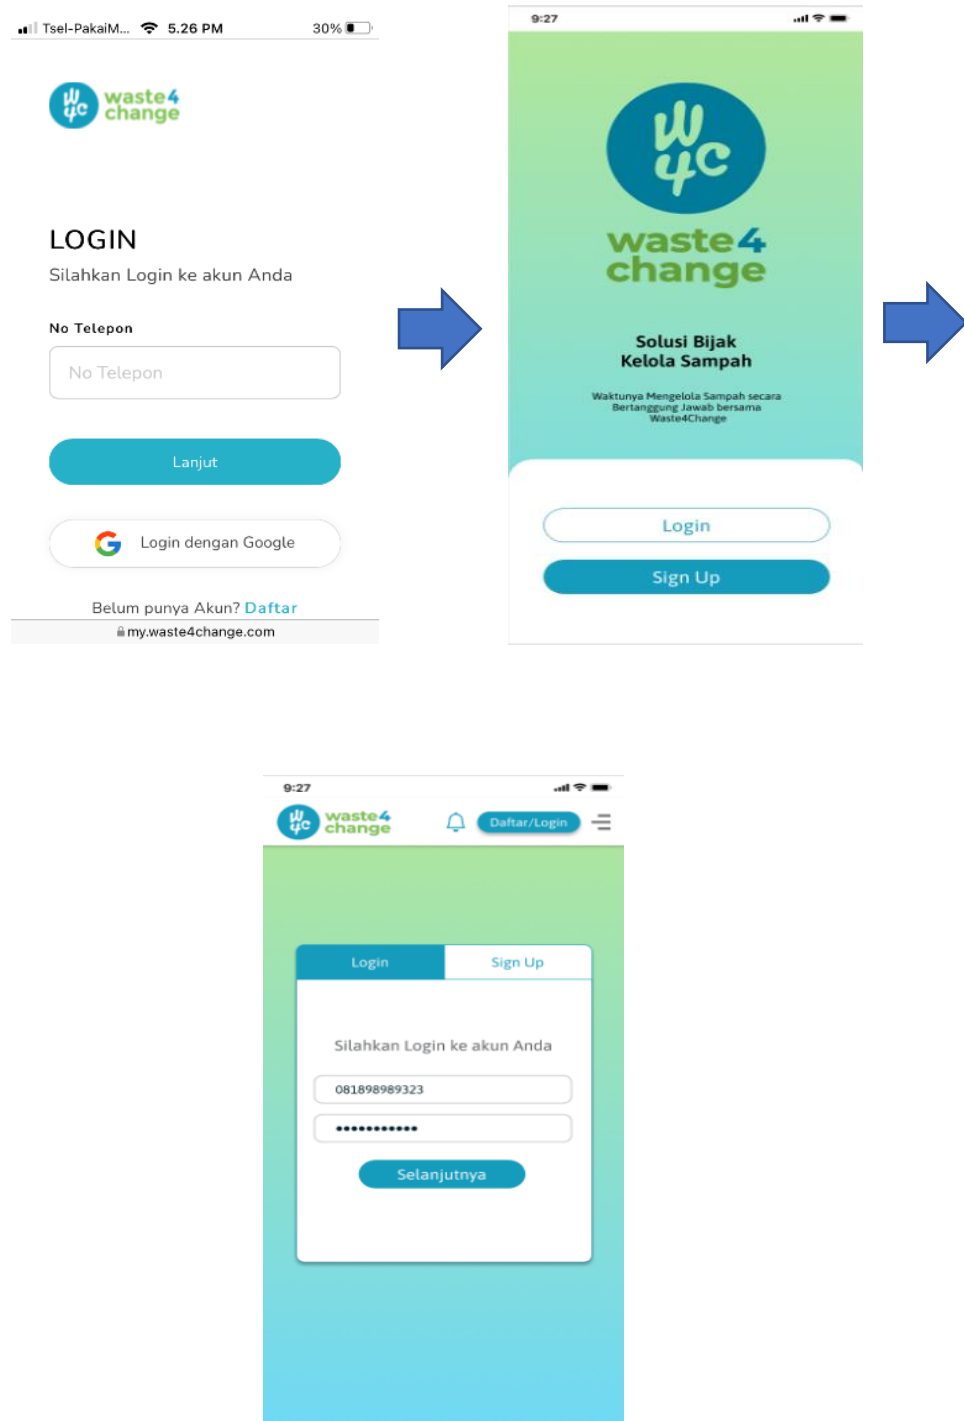 Tsel-PakaiM... 5.26 PM 30%
W4C waste4
change
LOGIN
Silahkan Login ke akun Anda
No Telepon
No Telepon
Lanjut
G Login dengan Google
Belum punya Akun? Daftar
my.waste4change.com
9:27
W4C
waste4
change
Solusi Bijak
Kelola Sampah
Waktunya Mengelola Sampah secara
Bertanggung Jawab bersama
Waste4Change
Login
Sign Up
9:27
W4C waste4
change
Daftar/Login
Login Sign Up
Silahkan Login ke akun Anda
081898989323
•••••••••••
Selanjutnya